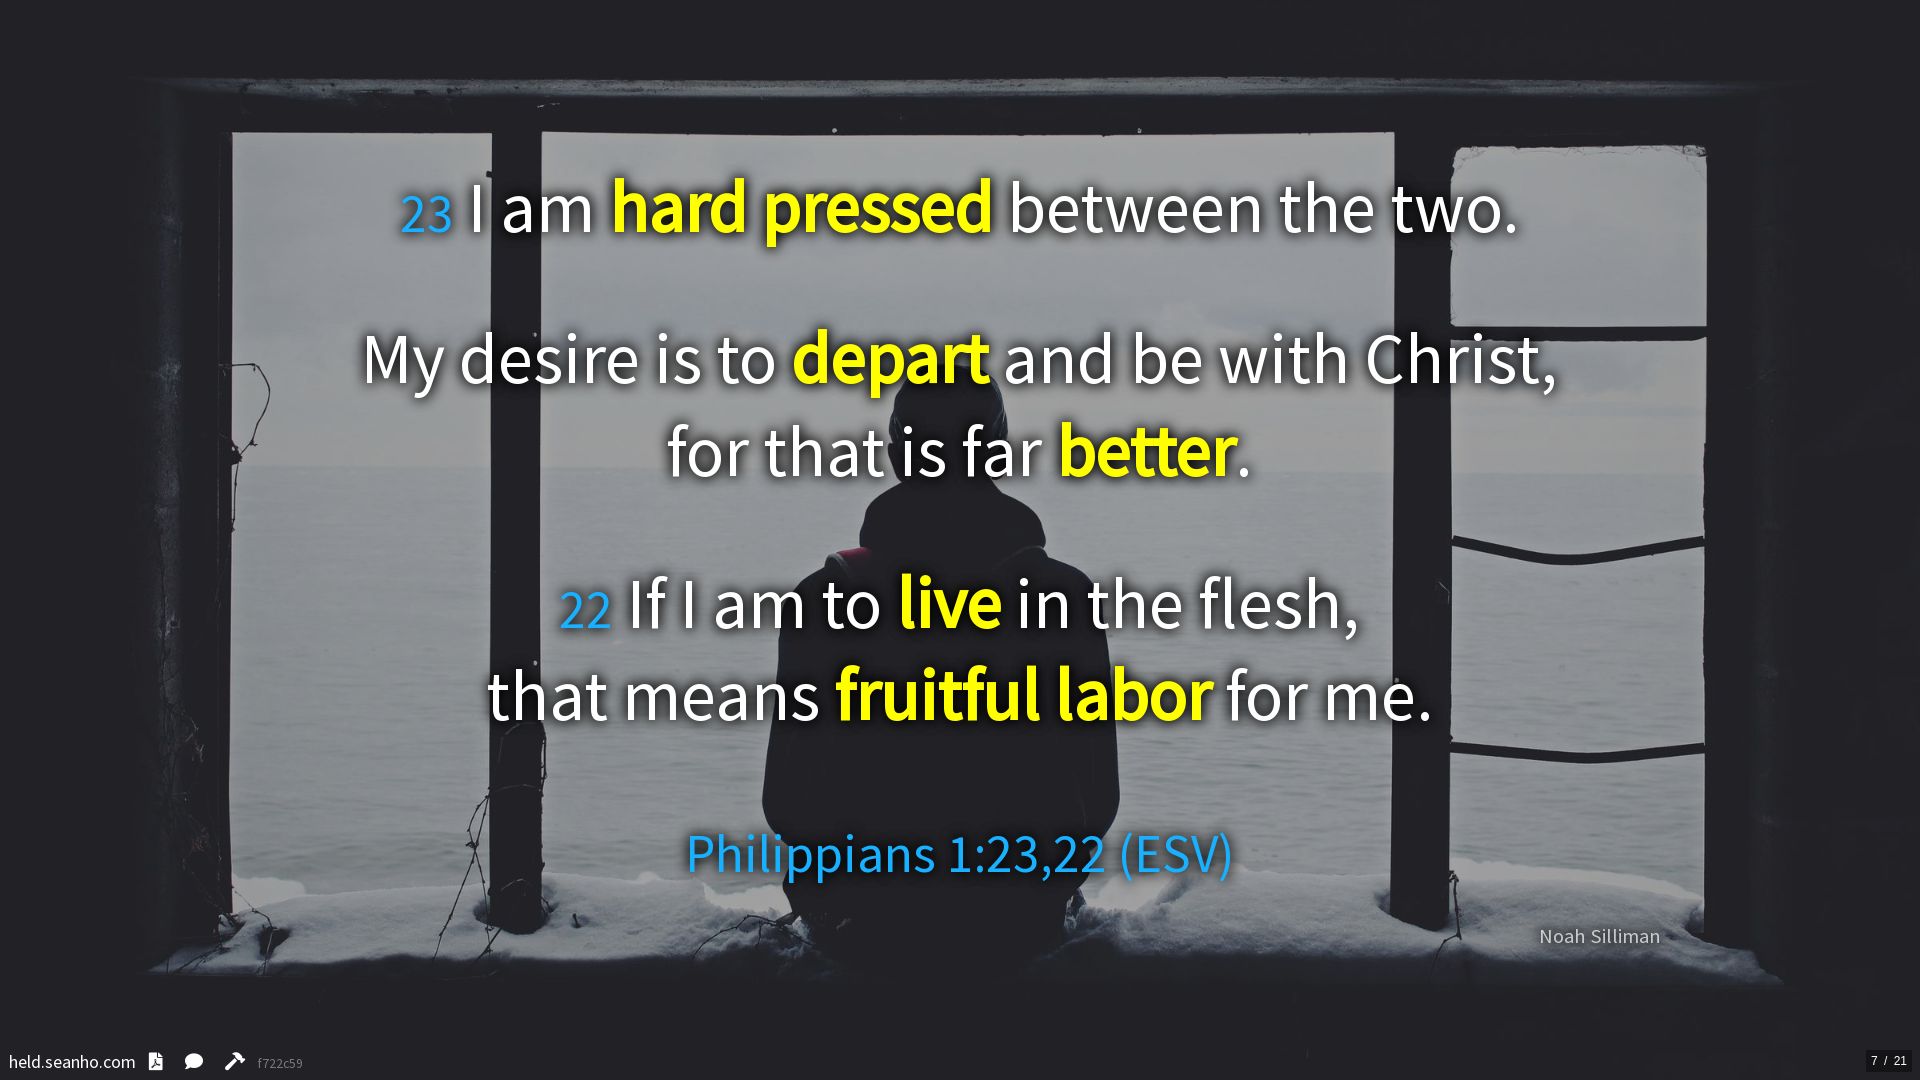 23 I am hard pressed between the two.
My desire is to depart and be with Christ,
for that is far better.
22 If I am to live in the flesh,
that means fruitful labor for me.
Philippians 1:23,22 (ESV)
Noah Silliman
held.seanho.com f722c59
7 / 21